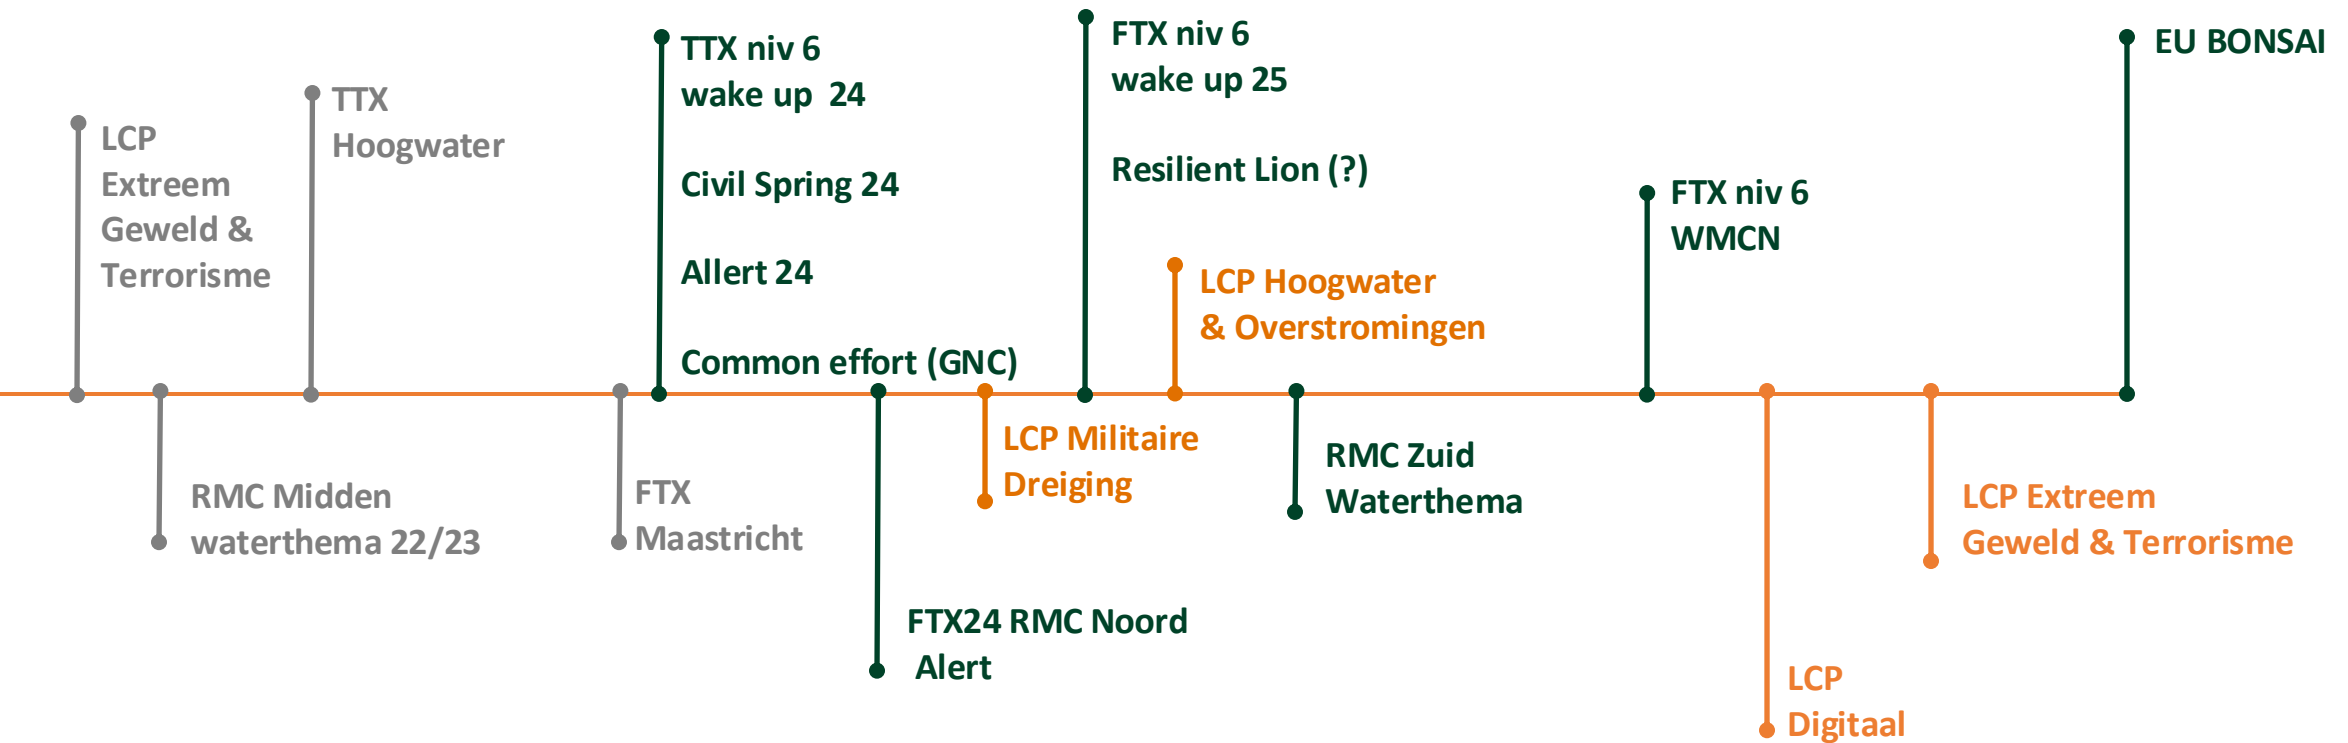 LCP
Extreem
Geweld &
Terrorisme
TTX
Hoogwater
TTX niv 6
wake up 24
Civil Spring 24
Allert 24
Common effort (GNC)
FTX niv 6
wake up 25
Resilient Lion (?)
LCP Hoogwater
& Overstromingen
FTX niv 6
WMCN
EU BONSAI
RMC Midden
waterthema 22/23
FTX
Maastricht
FTX24 RMC Noord
Alert
LCP Militaire
Dreiging
RMC Zuid
Waterthema
LCP
Digitaal
LCP Extreem
Geweld & Terrorisme